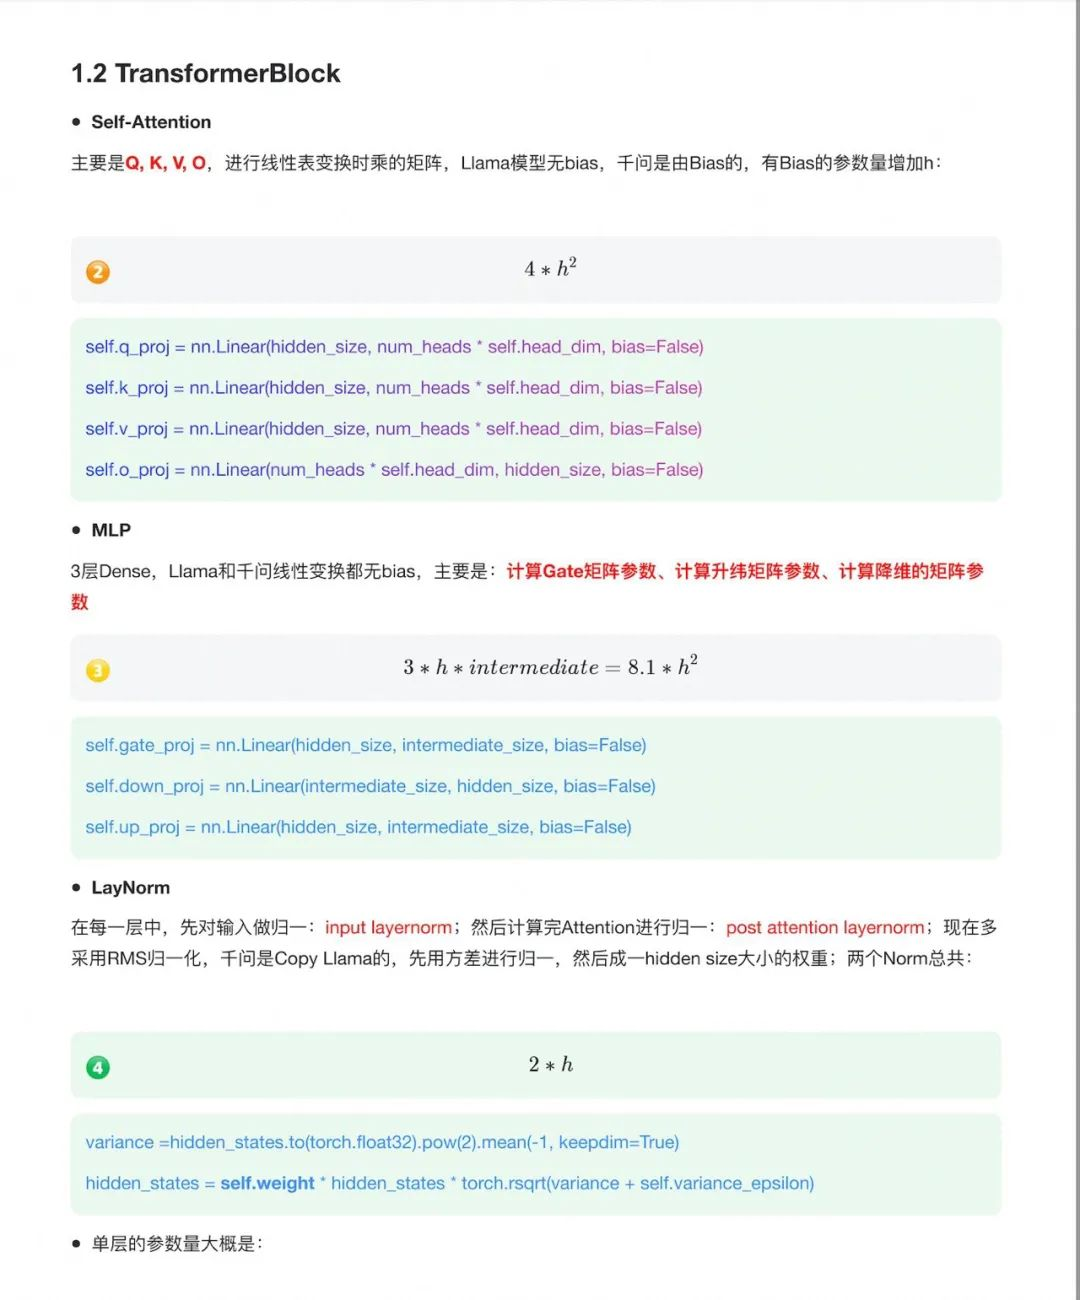 1.2 TransformerBlock
• Self-Attention
主要是Q, K, V, O，进行线性表变换时乘的矩阵，Llama模型无bias，千问是由Bias的，有Bias的参数量增加h：
2
4 * h²
self.q_proj = nn.Linear(hidden_size, num_heads * self.head_dim, bias=False)
self.k_proj = nn.Linear(hidden_size, num_heads * self.head_dim, bias=False)
self.v_proj = nn.Linear(hidden_size, num_heads * self.head_dim, bias=False)
self.o_proj = nn.Linear(num_heads * self.head_dim, hidden_size, bias=False)
• MLP
3层Dense，Llama和千问线性变换都无bias，主要是：计算Gate矩阵参数、计算升纬矩阵参数、计算降维的矩阵参
数
3
3 * h * intermediate = 8.1 * h²
self.gate_proj = nn.Linear(hidden_size, intermediate_size, bias=False)
self.down_proj = nn.Linear(intermediate_size, hidden_size, bias=False)
self.up_proj = nn.Linear(hidden_size, intermediate_size, bias=False)
• LayNorm
在每一层中，先对输入做归一：input layernorm；然后计算完Attention进行归一：post attention layernorm；现在多
采用RMS归一化，千问是Copy Llama的，先用方差进行归一，然后成一hidden size大小的权重；两个Norm总共：
4
2 * h
variance =hidden_states.to(torch.float32).pow(2).mean(-1, keepdim=True)
hidden_states = self.weight * hidden_states * torch.rsqrt(variance + self.variance_epsilon)
• 单层的参数量大概是：